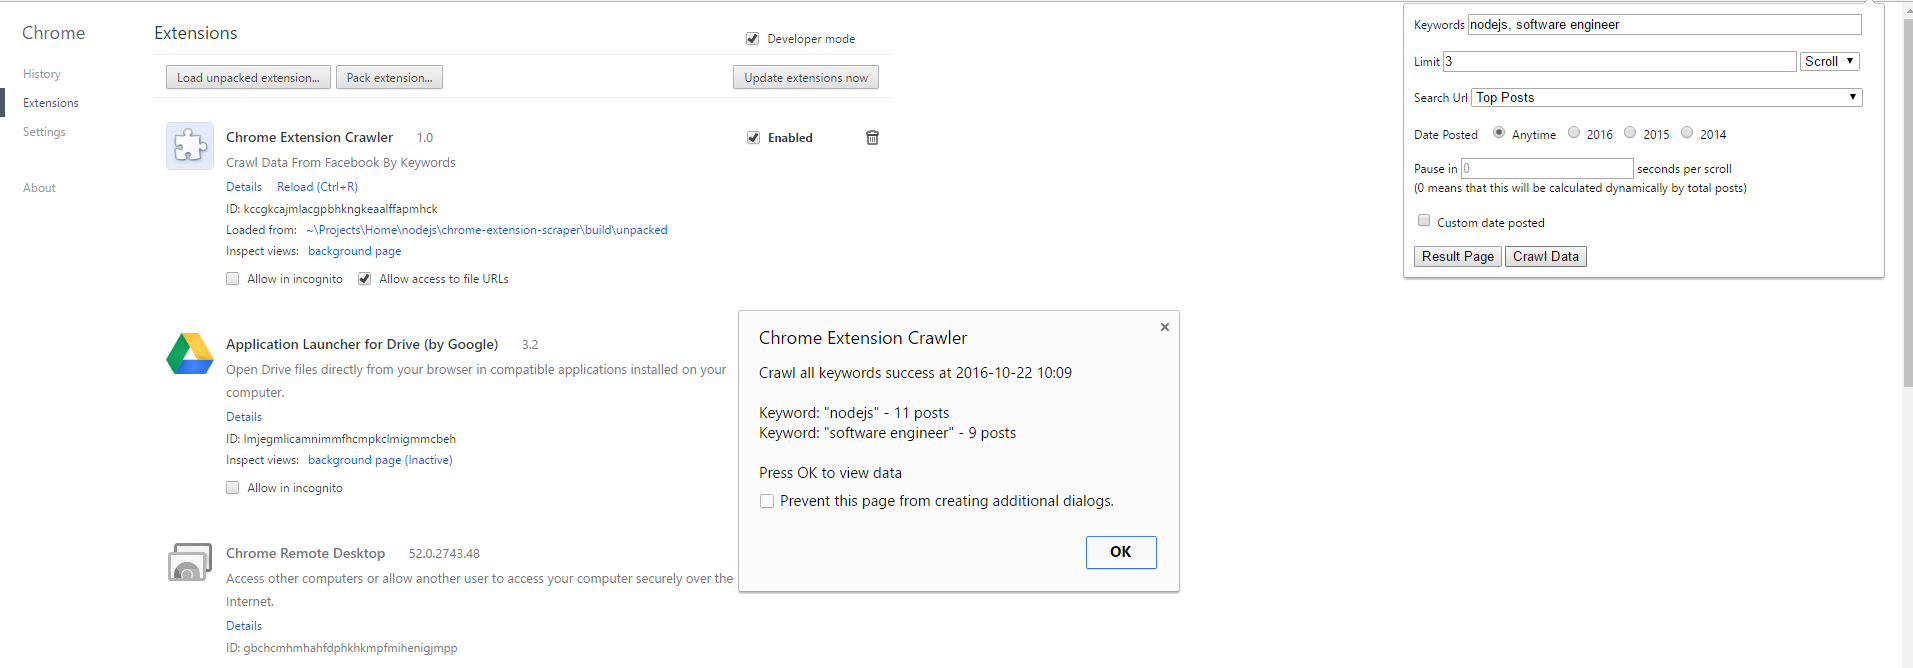 Chrome
History
Extensions
Settings
About
Extensions
Developer mode
Load unpacked extension...
Pack extension...
Update extensions now
Chrome Extension Crawler 1.0
Enabled
Crawl Data From Facebook By Keywords
Details Reload (Ctrl+R)
ID: kccgkcajmlacgpbhkngkeaalffapmhck
Loaded from: ~\Projects\Home\nodejs\chrome-extension-scraper\build\unpacked
Inspect views: background page
Allow in incognito Allow access to file URLs
Application Launcher for Drive (by Google) 3.2
Open Drive files directly from your browser in compatible applications installed on your
computer.
Details
ID: lmjegmlicamnimmfhcmpkclmigmmcbeh
Inspect views: background page (Inactive)
Allow in incognito
Chrome Remote Desktop 52.0.2743.48
Access other computers or allow another user to access your computer securely over the
Internet.
Details
ID: gbchcmhmhahfdphkhkmpfmihenigjmpp
Chrome Extension Crawler
Crawl all keywords success at 2016-10-22 10:09
Keyword: "nodejs" - 11 posts
Keyword: "software engineer" - 9 posts
Press OK to view data
Prevent this page from creating additional dialogs.
OK
Keywords nodejs, software engineer
Limit 3 Scroll
Search Url Top Posts
Date Posted Anytime 2016 2015 2014
Pause in 0 seconds per scroll
(0 means that this will be calculated dynamically by total posts)
Custom date posted
Result Page Crawl Data